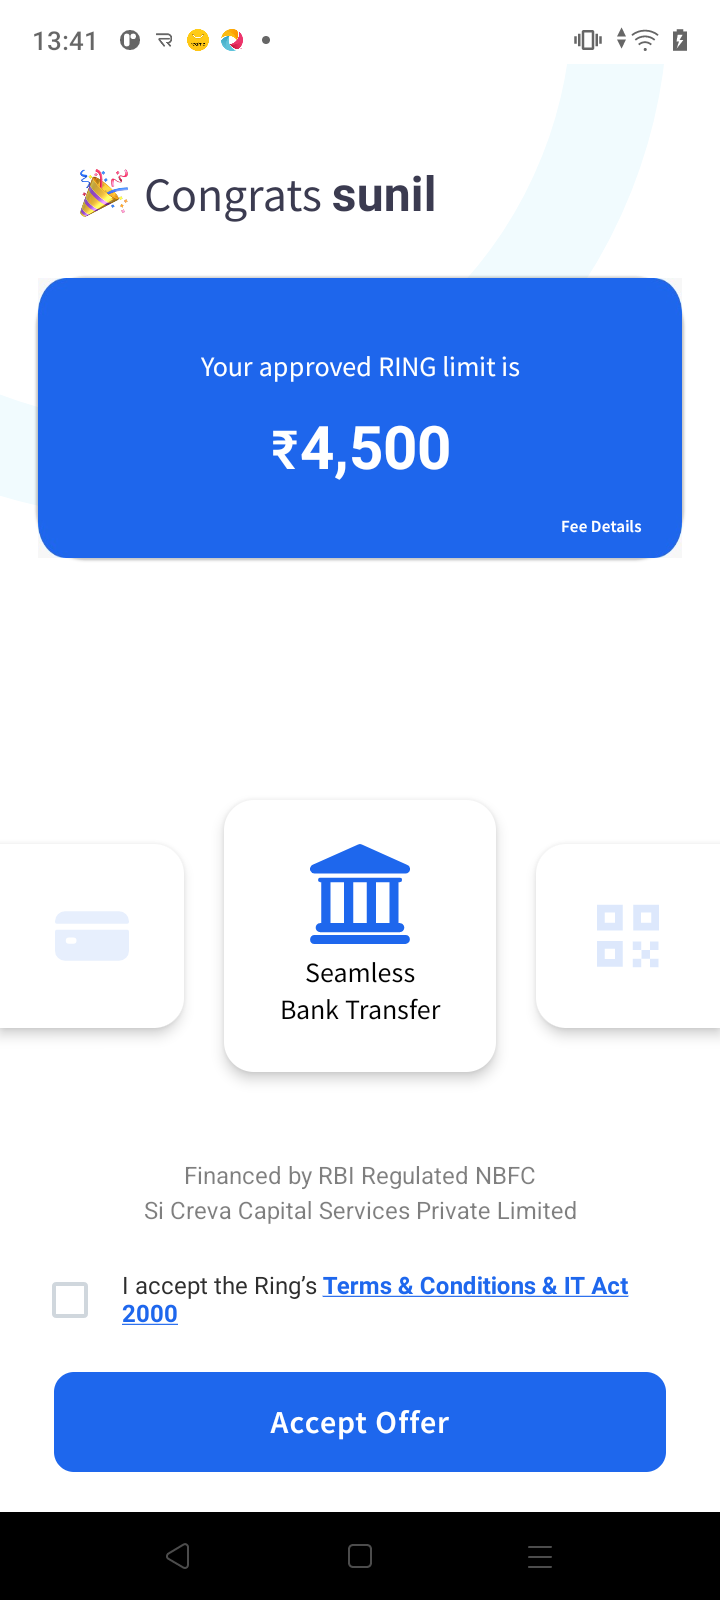 13:41
Congrats sunil
Your approved RING limit is
₹4,500
Fee Details
Seamless
Bank Transfer
Financed by RBI Regulated NBFC
Si Creva Capital Services Private Limited
I accept the Ring’s Terms & Conditions & IT Act
2000
Accept Offer